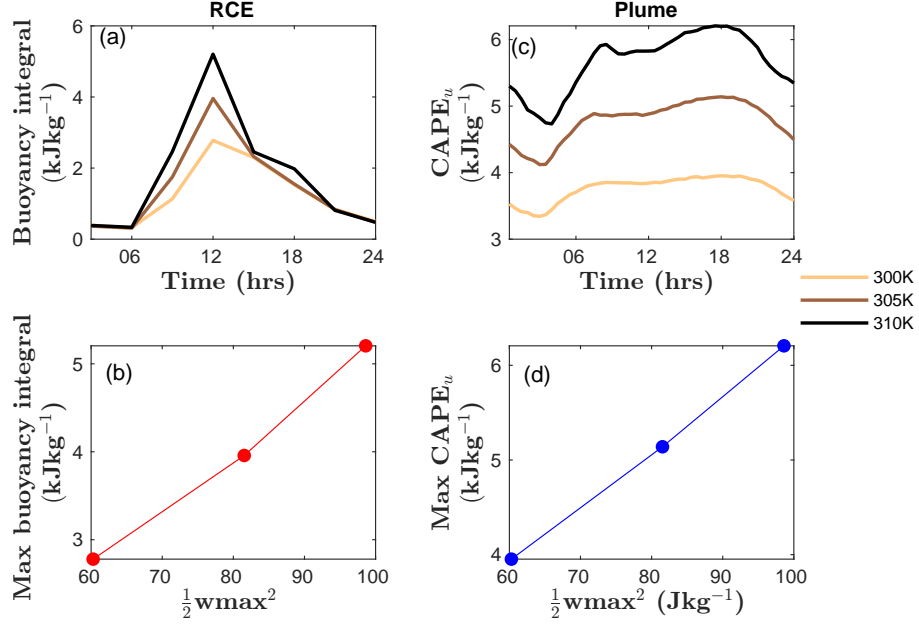 RCE
(a)
Buoyancy integral
(kJkg⁻¹)
6
4
2
0
06 12 18 24
Time (hrs)
Plume
(c)
CAPEᵤ
(kJkg⁻¹)
6
5
4
3
06 12 18 24
Time (hrs)
300K
305K
310K
(b)
Max buoyancy integral
(kJkg⁻¹)
5
4
3
60 70 80 90 100
½wmax²
(d)
Max CAPEᵤ
(kJkg⁻¹)
6
5
4
60 70 80 90 100
½wmax² (Jkg⁻¹)